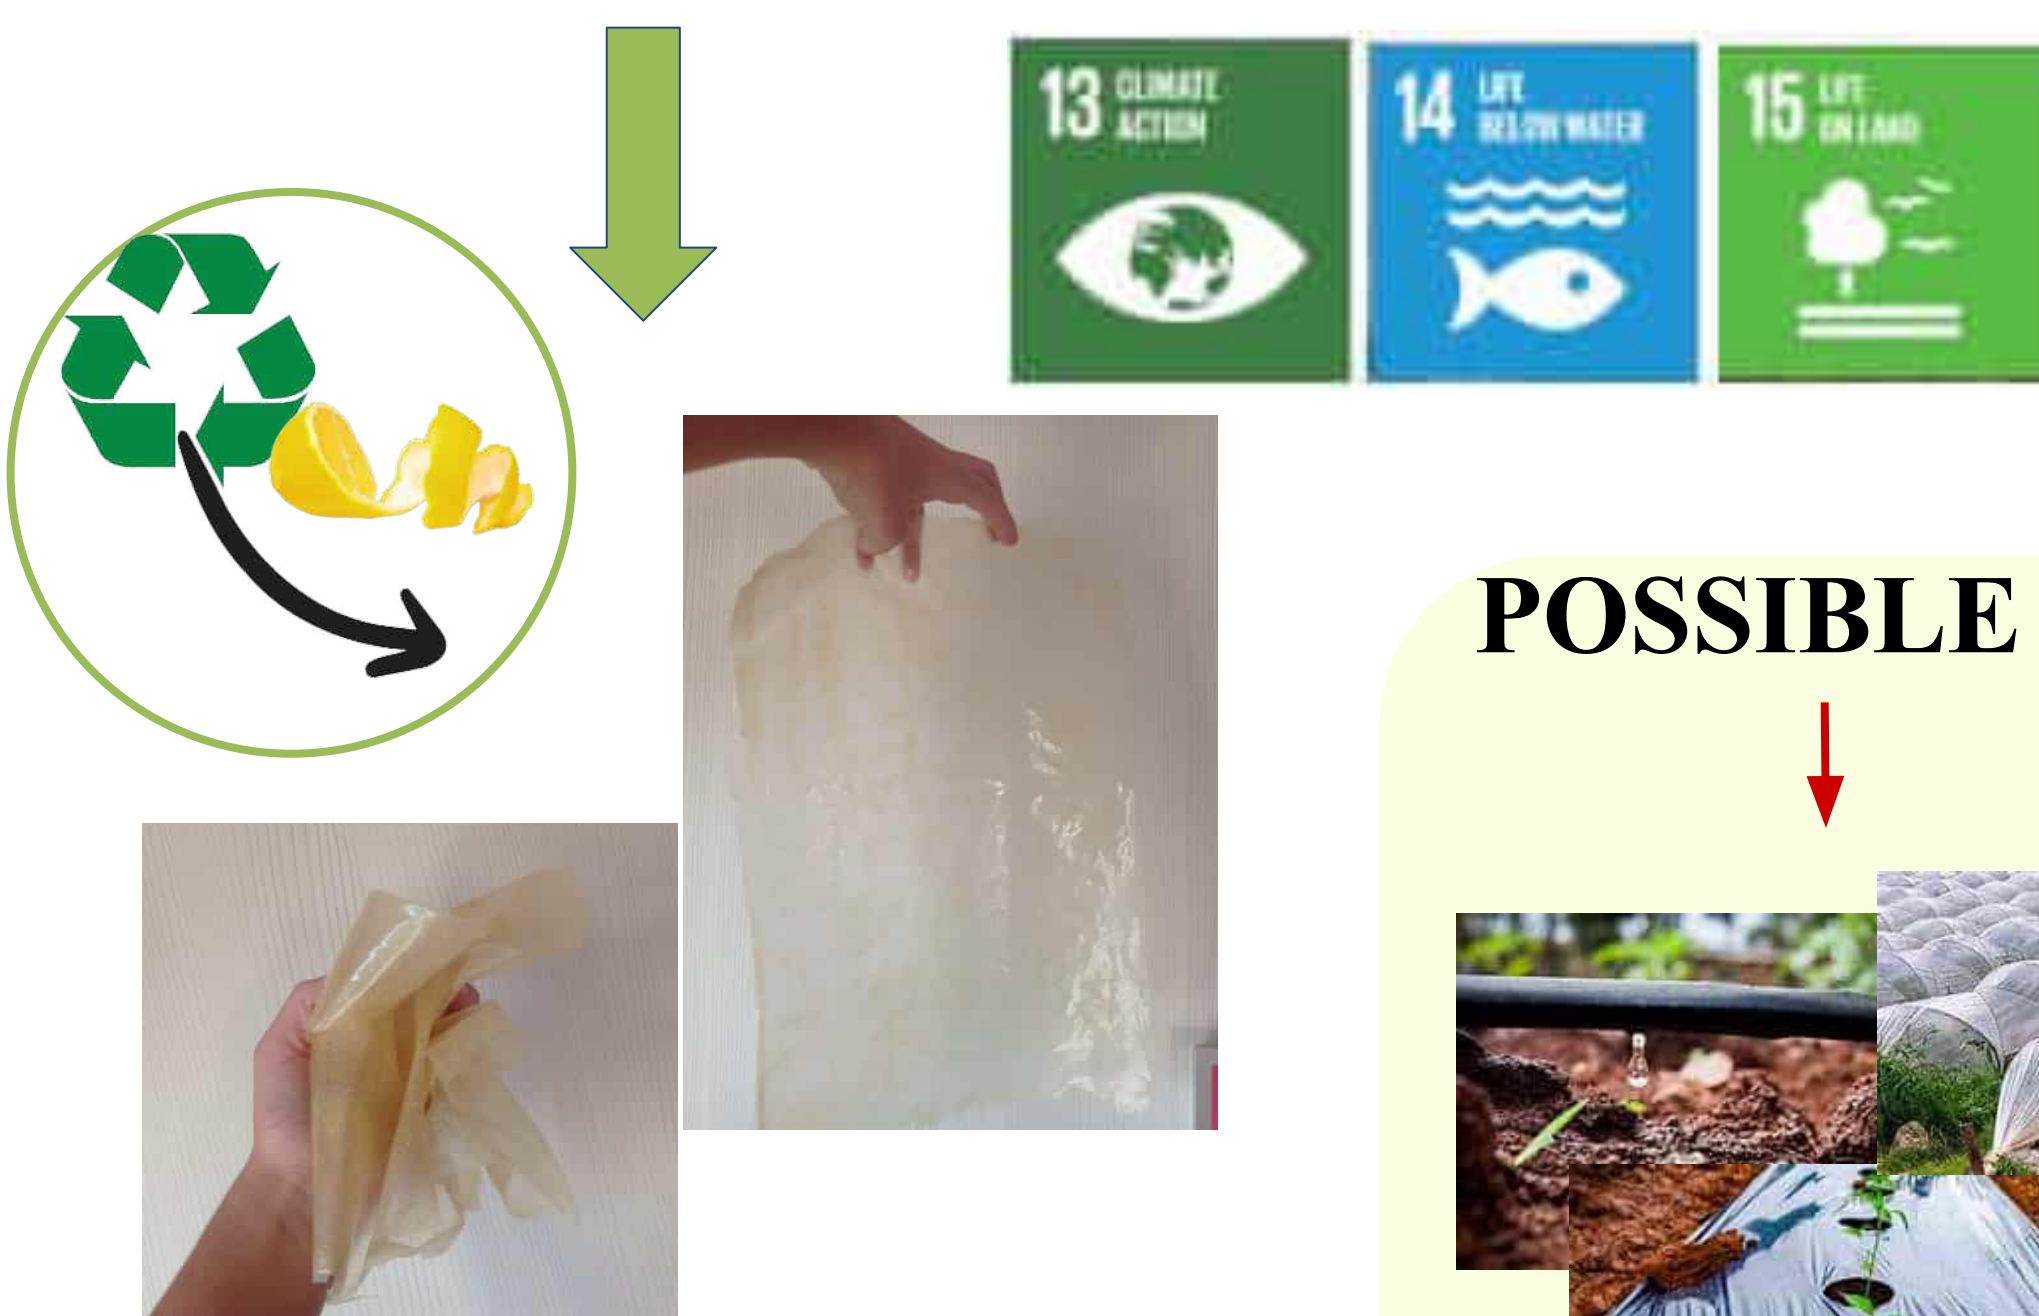 13 CLIMATE
ACTION
14 LIFE
BELOW WATER
15 LIFE
ON LAND
POSSIBLE